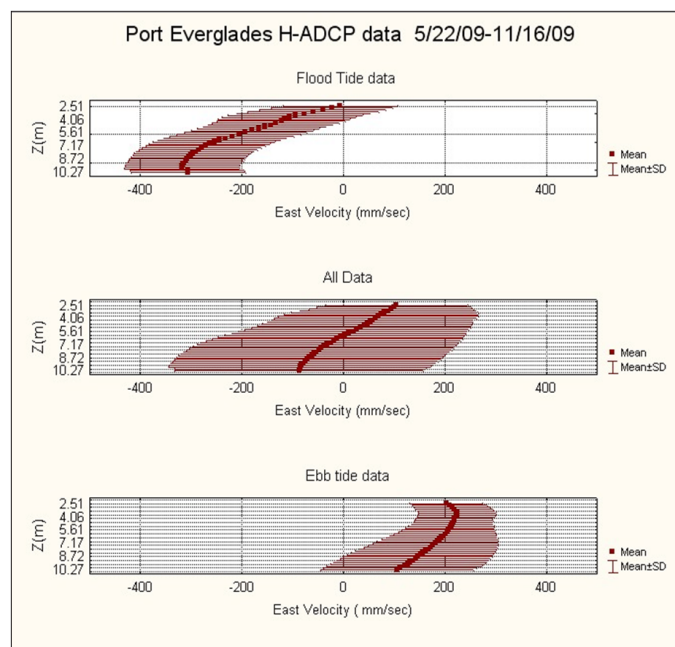 Port Everglades H-ADCP data 5/22/09-11/16/09
Flood Tide data
Z(m)
2.51
4.06
5.61
7.17
8.72
10.27
-400 -200 0 200 400
East Velocity (mm/sec)
Mean
Mean±SD
All Data
Z(m)
2.51
4.06
5.61
7.17
8.72
10.27
-400 -200 0 200 400
East Velocity (mm/sec)
Mean
Mean±SD
Ebb tide data
Z(m)
2.51
4.06
5.61
7.17
8.72
10.27
-400 -200 0 200 400
East Velocity ( mm/sec)
Mean
Mean±SD